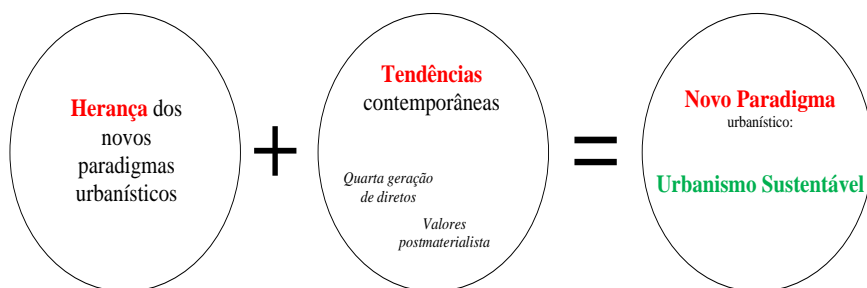 Herança dos
novos
paradigmas
urbanísticos
+
Tendências
contemporâneas
Quarta geração
de diretos
Valores
postmaterialista
=
Novo Paradigma
urbanístico:
Urbanismo Sustentável